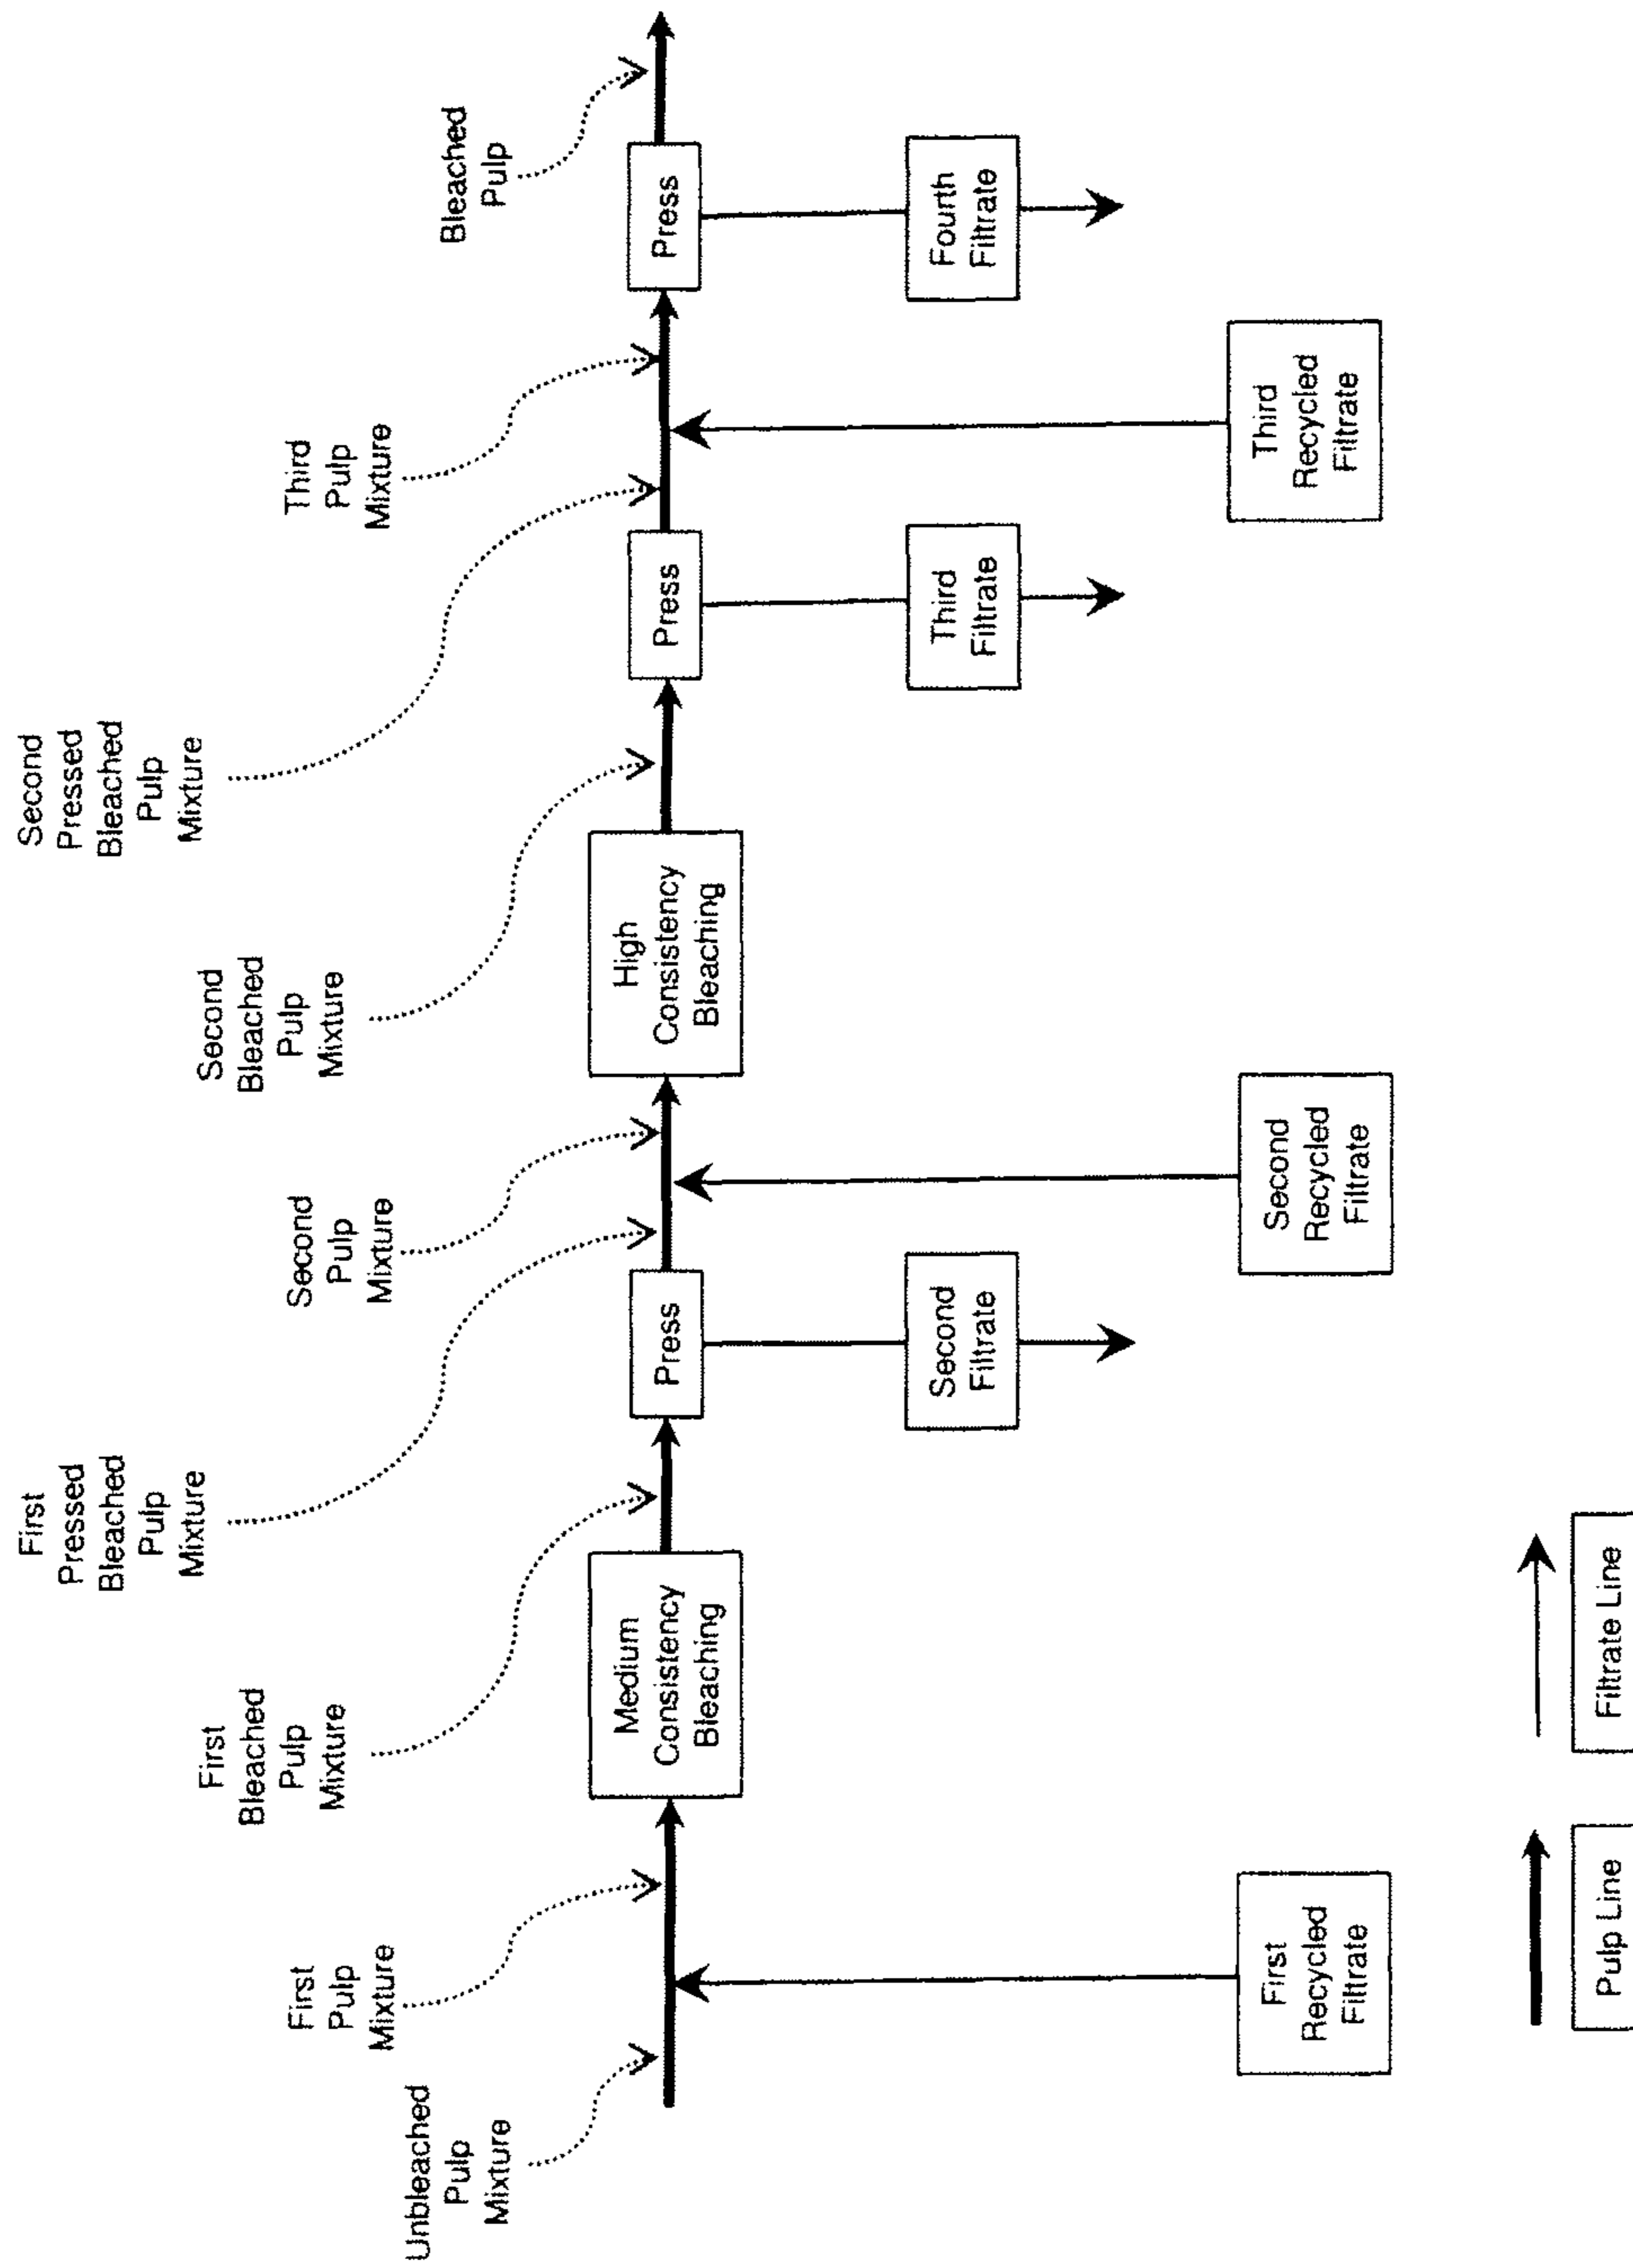 Unbleached
Pulp
Mixture
First
Pulp
Mixture
First
Bleached
Pulp
Mixture
First
Pressed
Bleached
Pulp
Mixture
Second
Pulp
Mixture
Second
Bleached
Pulp
Mixture
Second
Pressed
Bleached
Pulp
Mixture
Third
Pulp
Mixture
Bleached
Pulp
Medium
Consistency
Bleaching
Press
High
Consistency
Bleaching
Press
Press
Second
Filtrate
Third
Filtrate
Fourth
Filtrate
First
Recycled
Filtrate
Second
Recycled
Filtrate
Third
Recycled
Filtrate
Pulp Line
Filtrate Line